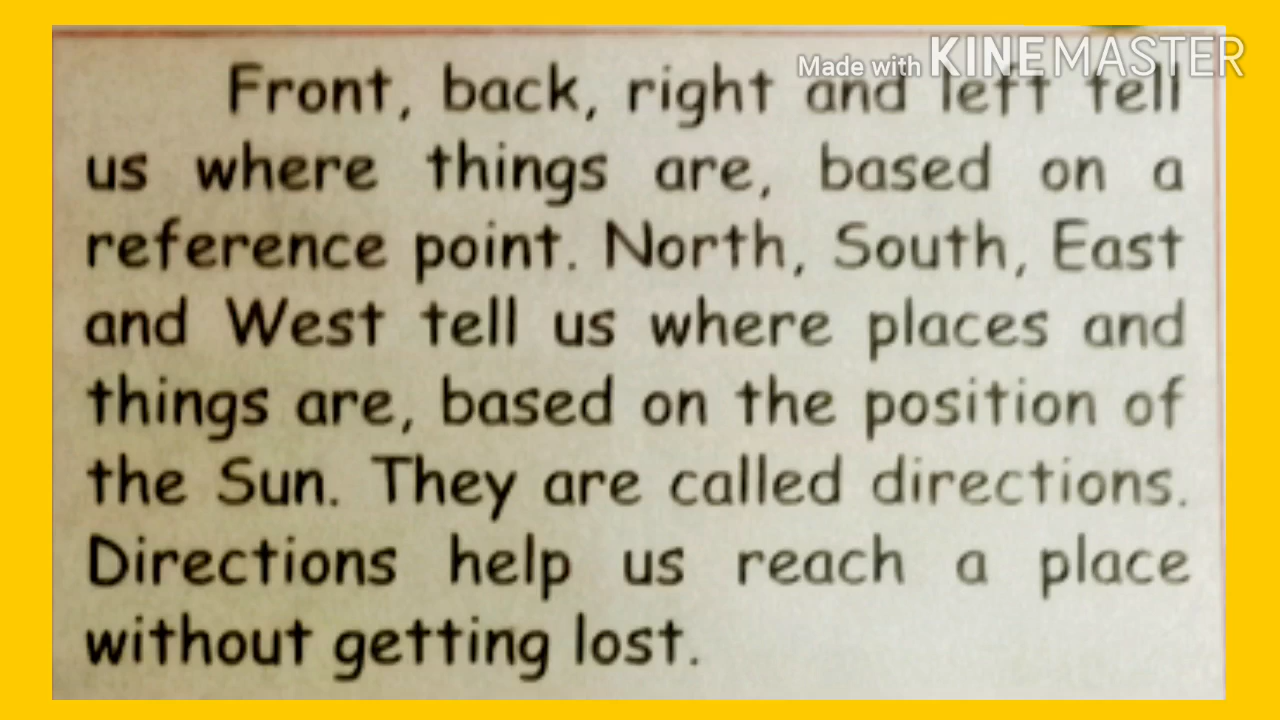 Made with KINEMASTER
Front, back, right and left tell
us where things are, based on a
reference point. North, South, East
and West tell us where places and
things are, based on the position of
the Sun. They are called directions.
Directions help us reach a place
without getting lost.